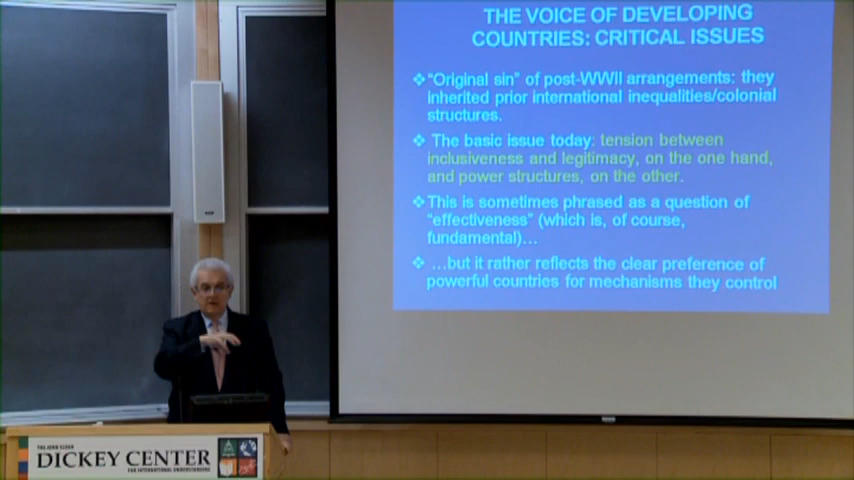 THE VOICE OF DEVELOPING
COUNTRIES: CRITICAL ISSUES
❖"Original sin" of post-WWII arrangements: they
inherited prior international inequalities/colonial
structures.
❖ The basic issue today: tension between
inclusiveness and legitimacy, on the one hand,
and power structures, on the other.
❖This is sometimes phrased as a question of
"effectiveness" (which is, of course,
fundamental)...
❖ ...but it rather reflects the clear preference of
powerful countries for mechanisms they control
THE JOHN SLOAN
DICKEY CENTER
FOR INTERNATIONAL UNDERSTANDING